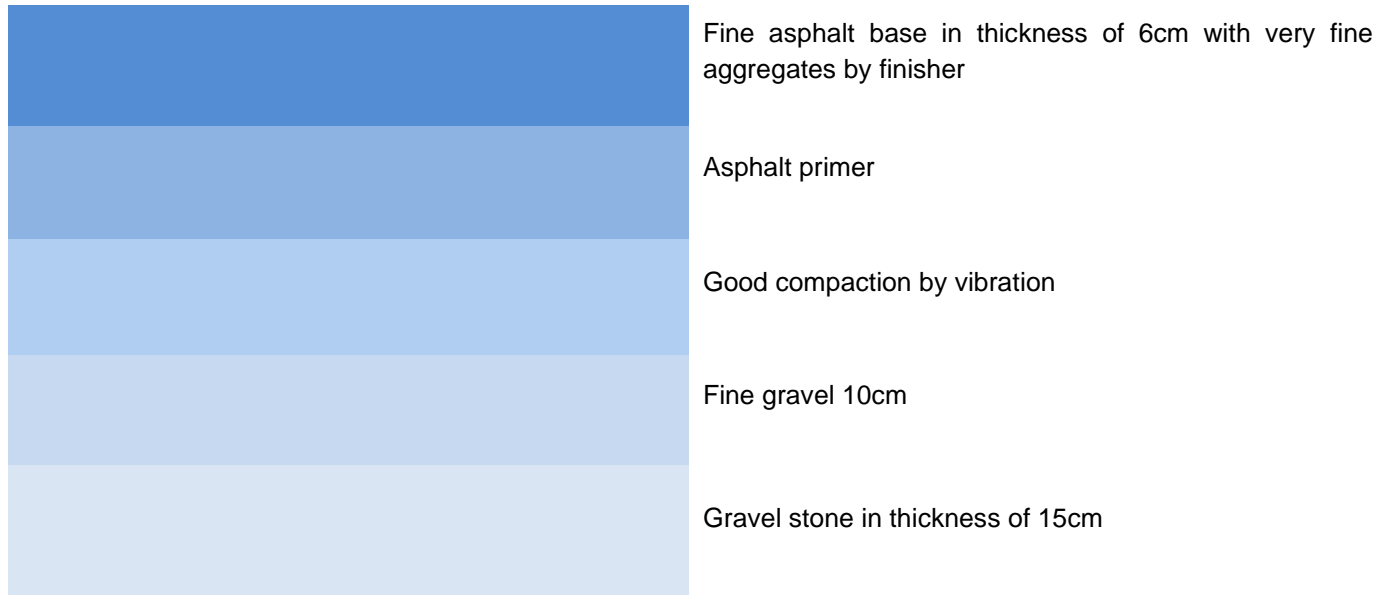 Fine asphalt base in thickness of 6cm with very fine
aggregates by finisher
Asphalt primer
Good compaction by vibration
Fine gravel 10cm
Gravel stone in thickness of 15cm